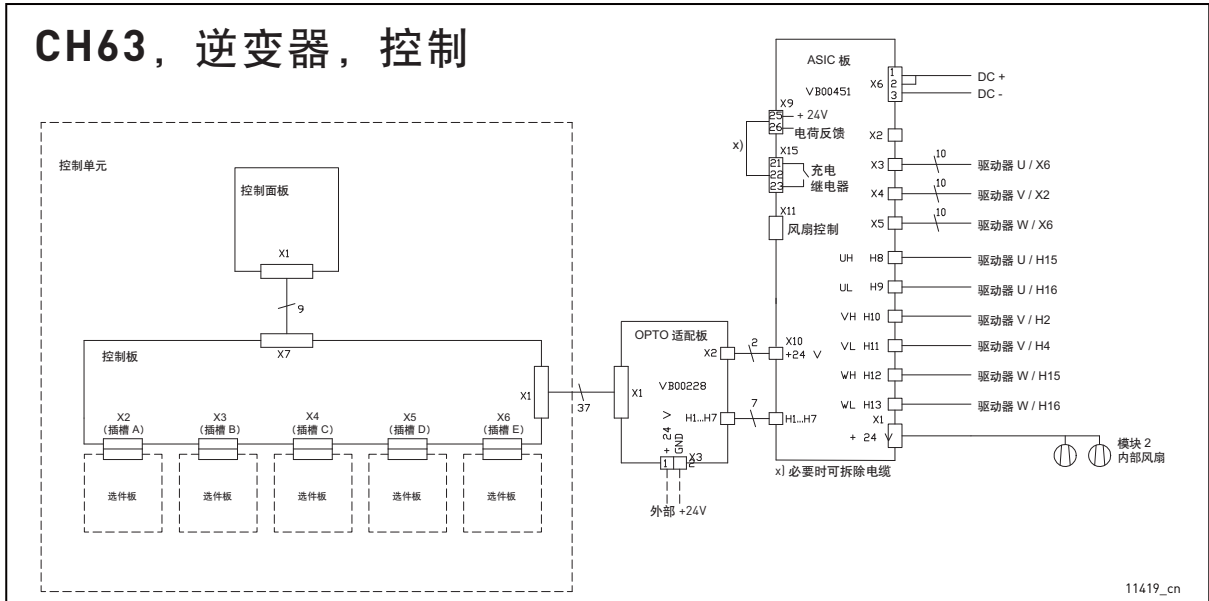 CH63，逆变器，控制
控制单元
控制面板
X1
9
X7
控制板
X1
X2
(插槽 A)
X3
(插槽 B)
X4
(插槽 C)
X5
(插槽 D)
X6
(插槽 E)
选件板
选件板
选件板
选件板
选件板
37
OPTO 适配板
X2
X1
VB00228
H1...H7
+ 24 V
GND
X3
1 2
外部 +24V
2
7
ASIC 板
VB00451
X6
1
2
3
DC +
DC -
X9
25
+ 24V
26
电荷反馈
x)
X15
21
22
23
充电
继电器
X11
风扇控制
X2
X3
10
驱动器 U / X6
X4
10
驱动器 V / X2
X5
10
驱动器 W / X6
UH H8
驱动器 U / H15
UL H9
驱动器 U / H16
VH H10
驱动器 V / H2
VL H11
驱动器 V / H4
WH H12
驱动器 W / H15
WL H13
驱动器 W / H16
X10
+24 V
H1...H7
X1
+ 24 V
模块 2
内部风扇
x) 必要时可拆除电缆
11419_cn